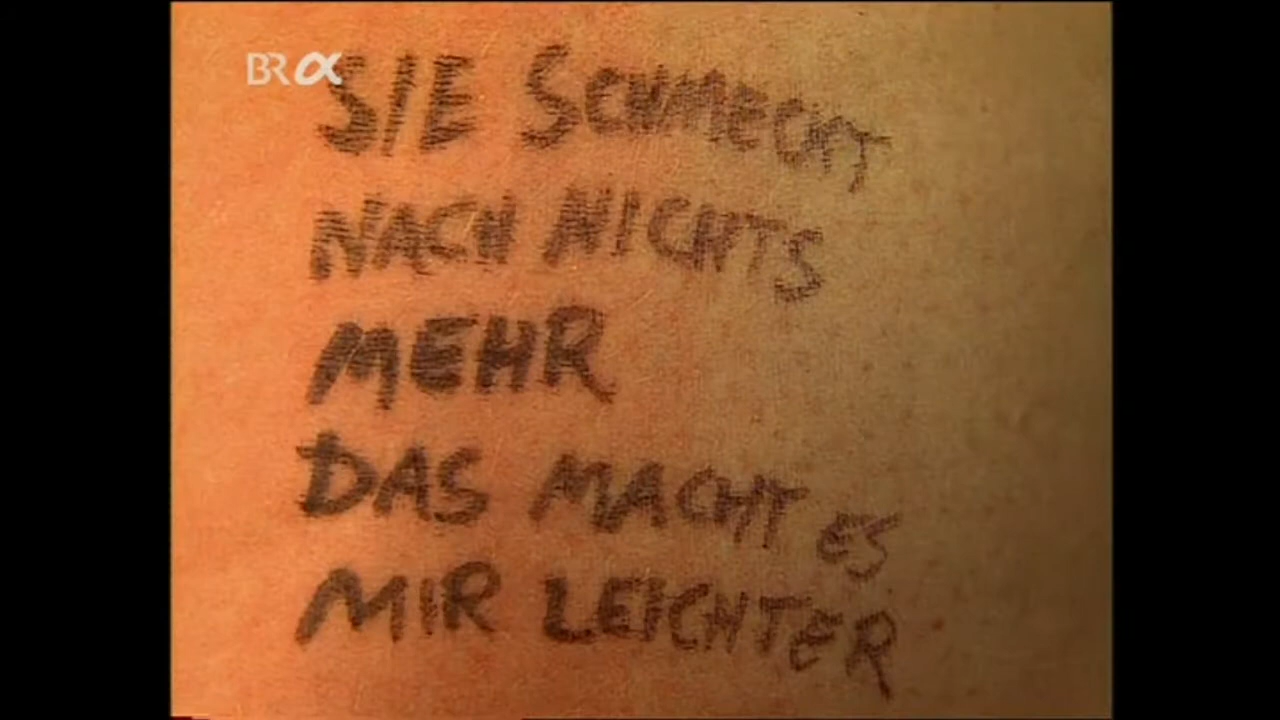 BRα
SIE SCHMECKT
NACH NICHTS
MEHR
DAS MACHT ES
MIR LEICHTER